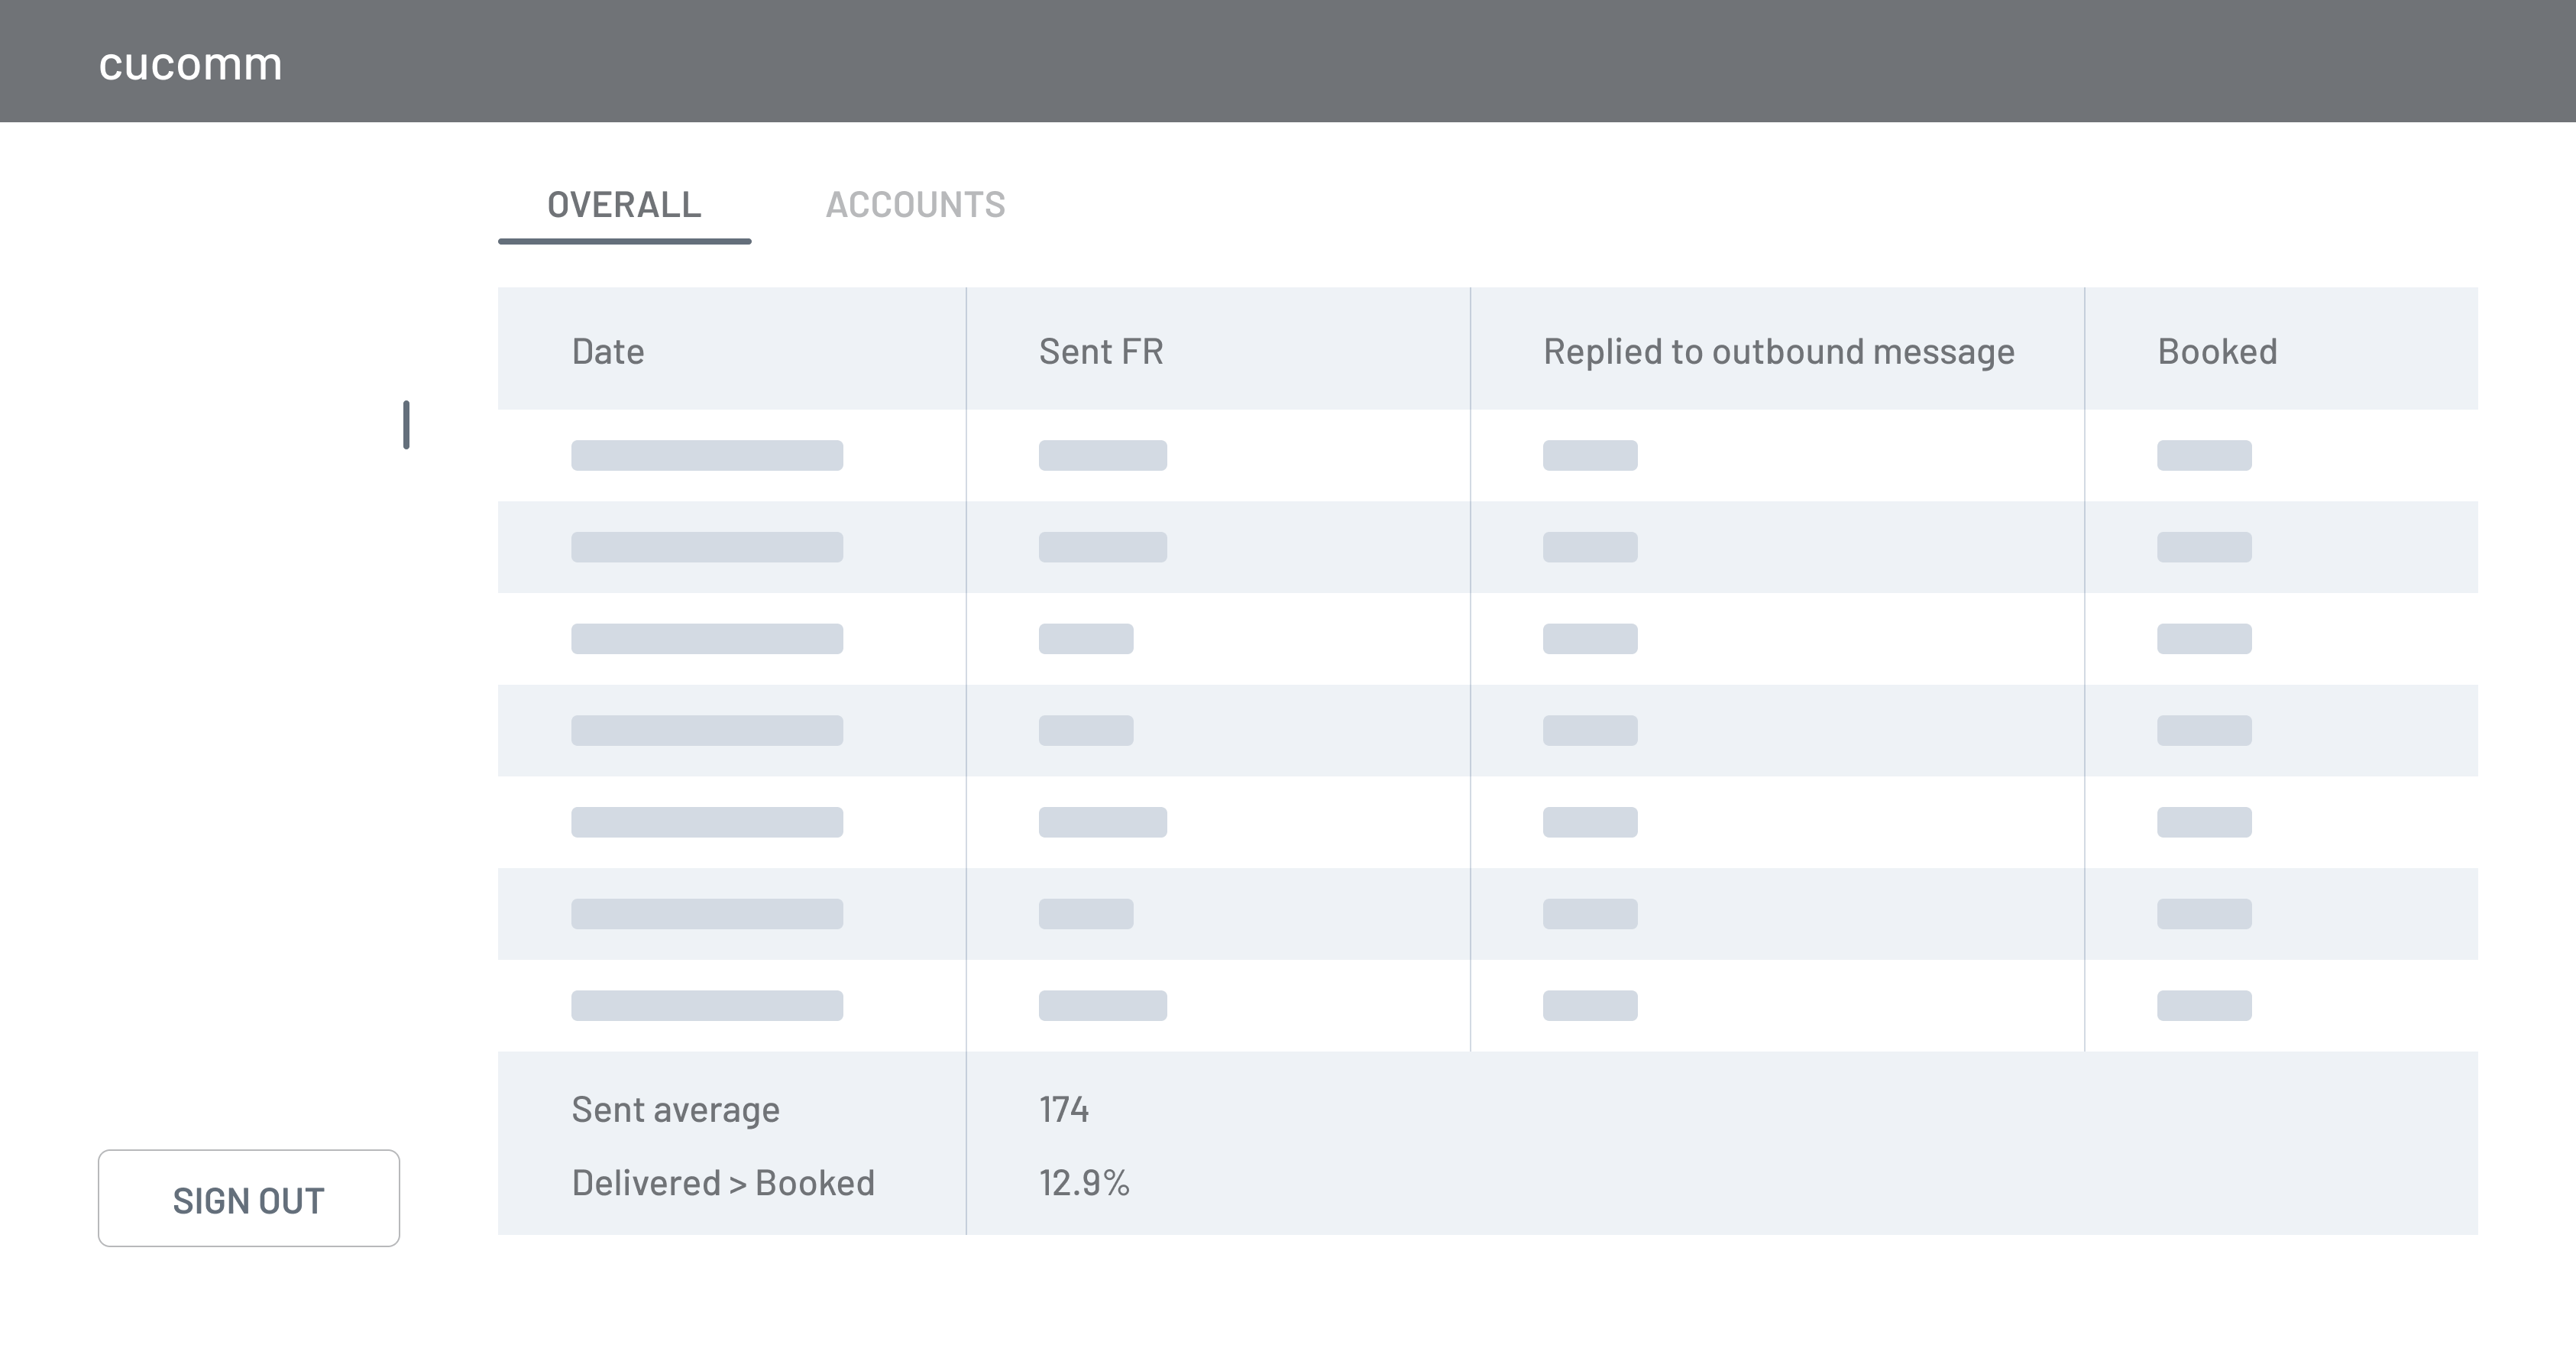 cucomm
OVERALL ACCOUNTS
Date Sent FR Replied to outbound message Booked
Sent average 174
Delivered > Booked 12.9%
SIGN OUT